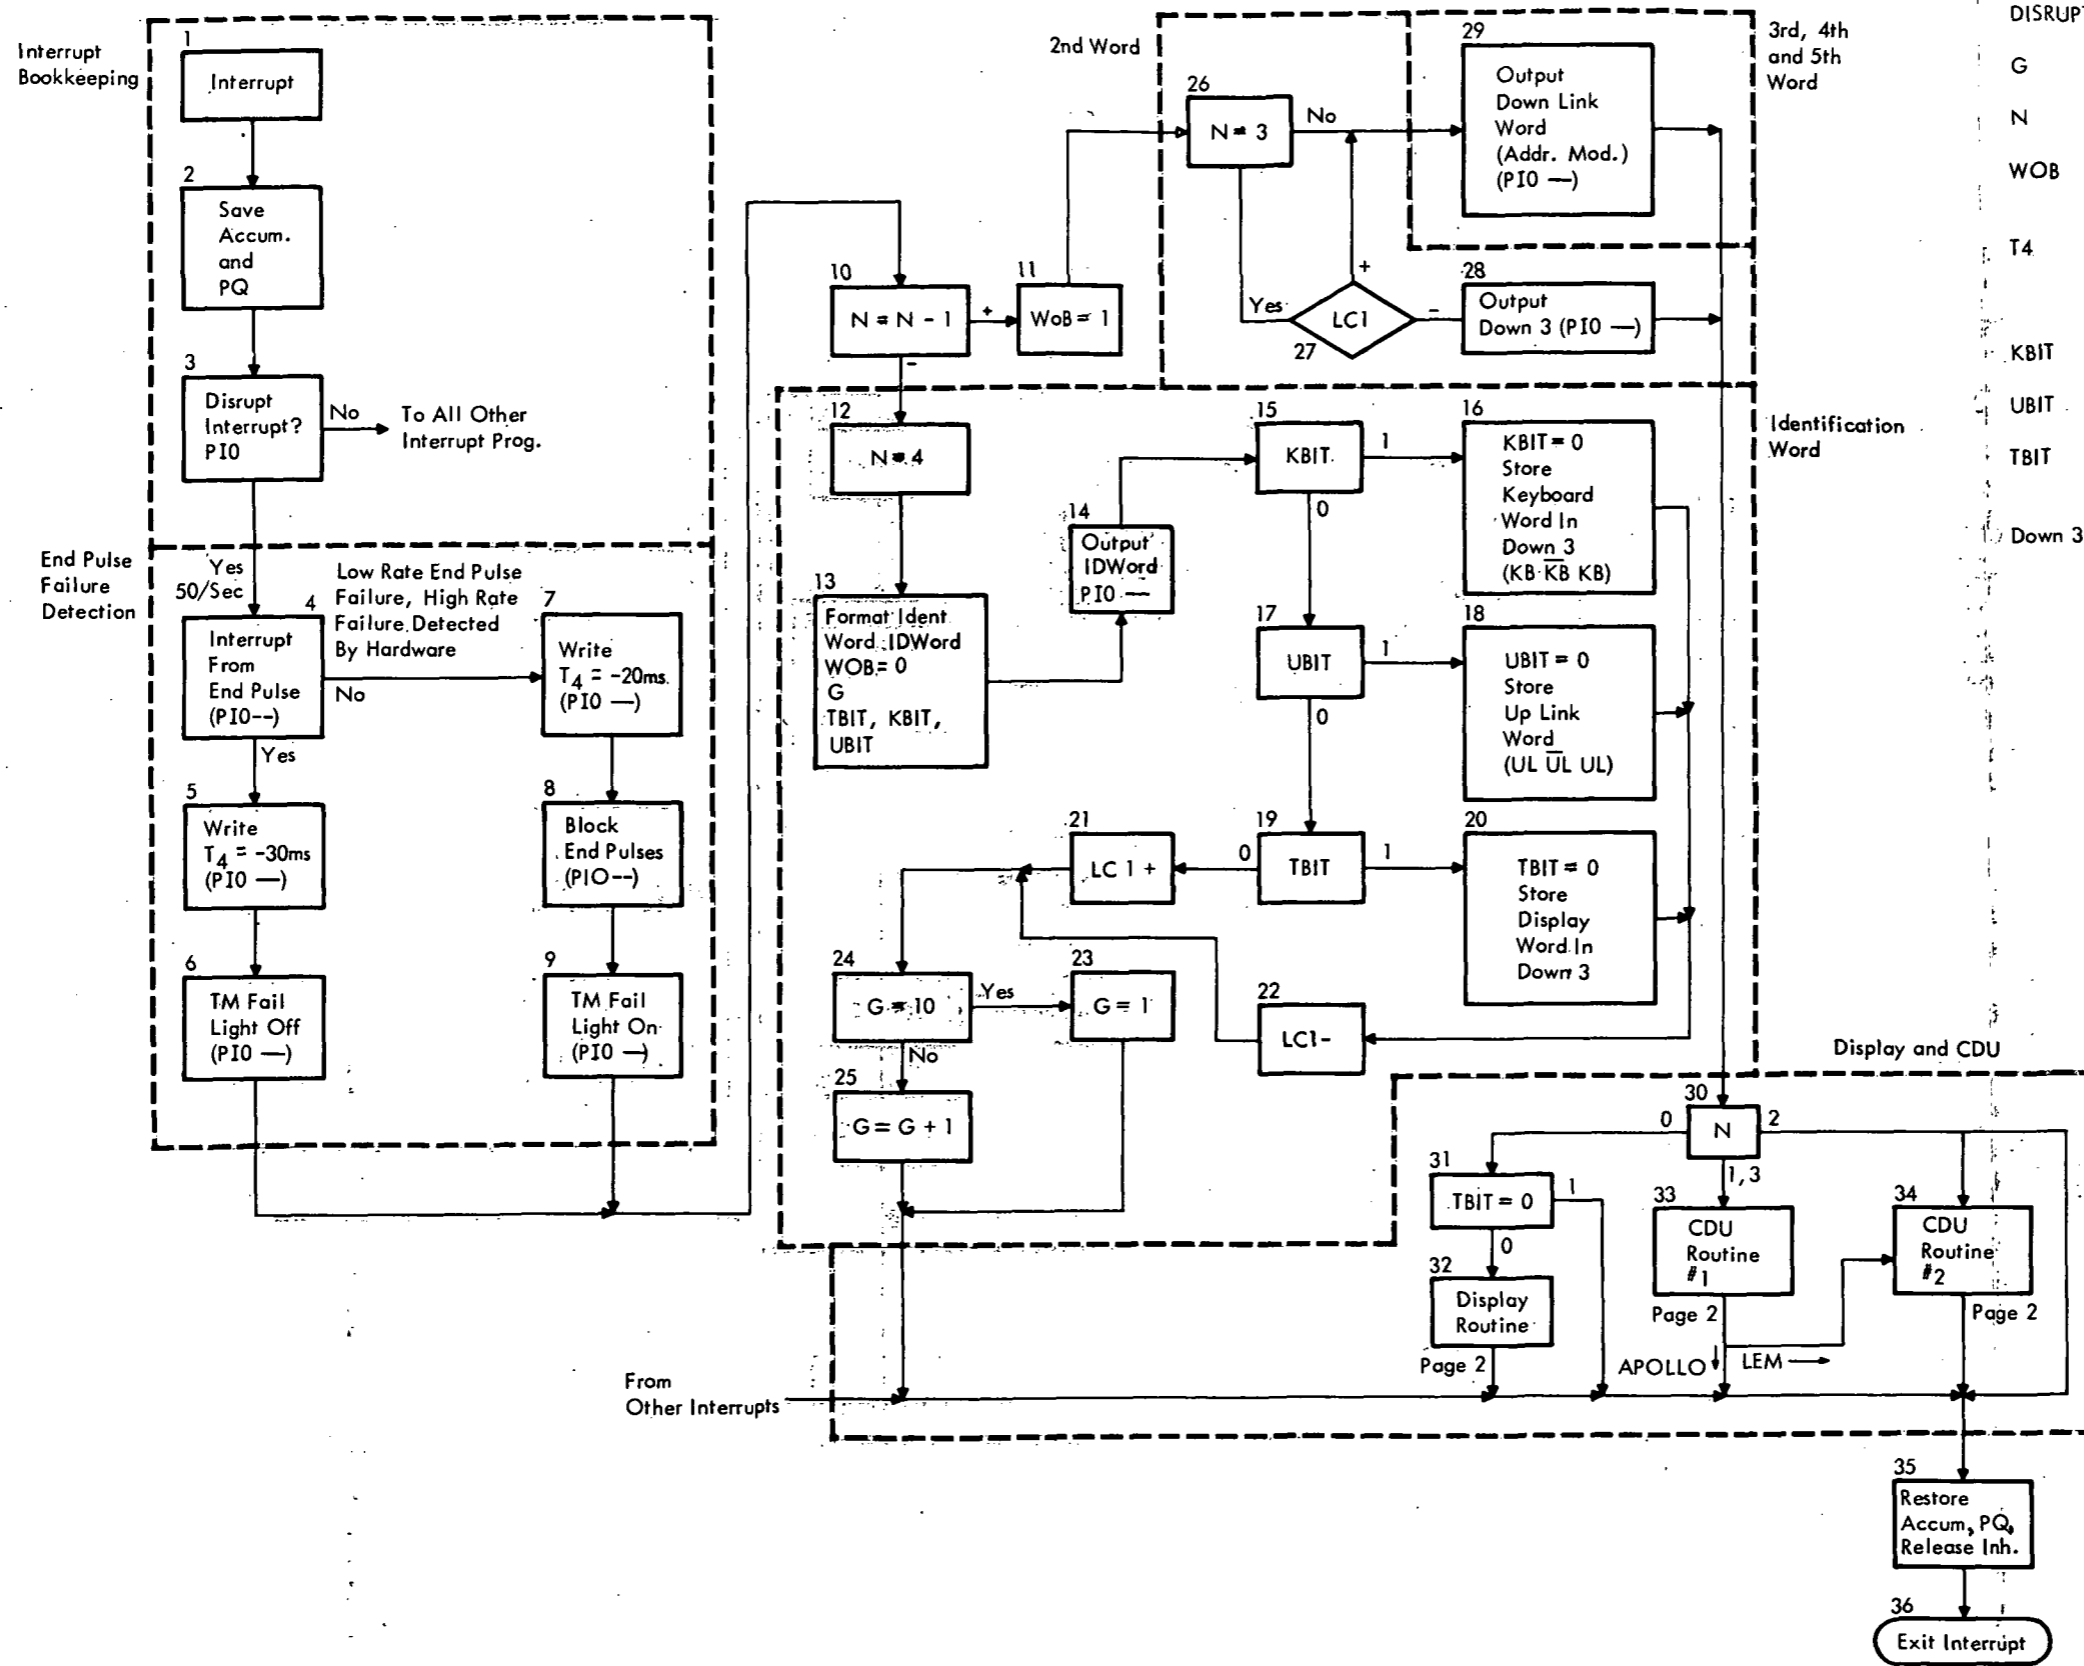 Interrupt
Bookkeeping
1
Interrupt
2
Save
Accum.
and
PQ
3
Disrupt
Interrupt?
PI0
No
To All Other
Interrupt Prog.
End Pulse
Failure
Detection
Yes
50/Sec
Low Rate End Pulse
Failure, High Rate
Failure Detected
By Hardware
4
Interrupt
From
End Pulse
(PI0--)
No
Yes
5
Write
T4 = -30ms
(PI0 —)
6
TM Fail
Light Off
(PI0 —)
7
Write
T4 = -20ms.
(PI0 —)
8
Block
End Pulses
(PIO--)
9
TM Fail
Light On
(PI0 —)
10
N = N - 1
+
-
11
WoB = 1
2nd Word
26
N = 3
No
Yes
27
LC1
+
-
28
Output
Down 3 (PI0 —)
29
Output
Down Link
Word
(Addr. Mod.)
(PI0 —)
3rd, 4th
and 5th
Word
12
N = 4
13
Format Ident
Word IDWord
WOB = 0
G
TBIT, KBIT,
UBIT
14
Output
IDWord
PI0 —
15
KBIT
1
0
16
KBIT = 0
Store
Keyboard
Word In
Down 3
(KB K̅B̅ KB)
17
UBIT
1
0
18
UBIT = 0
Store
Up Link
Word
(UL U̅L̅ UL)
19
TBIT
0
1
20
TBIT = 0
Store
Display
Word In
Down 3
21
LC 1 +
22
LC1-
23
G = 1
24
G = 10
Yes
No
25
G = G + 1
Identification
Word
Display and CDU
30
N
0
2
1,3
31
TBIT = 0
1
0
32
Display
Routine
Page 2
33
CDU
Routine
#1
Page 2
APOLLO
LEM
34
CDU
Routine
#2
Page 2
From
Other Interrupts
35
Restore
Accum, PQ,
Release Inh.
36
Exit Interrupt
DISRUP
G
N
WOB
T4
KBIT
UBIT
TBIT
Down 3